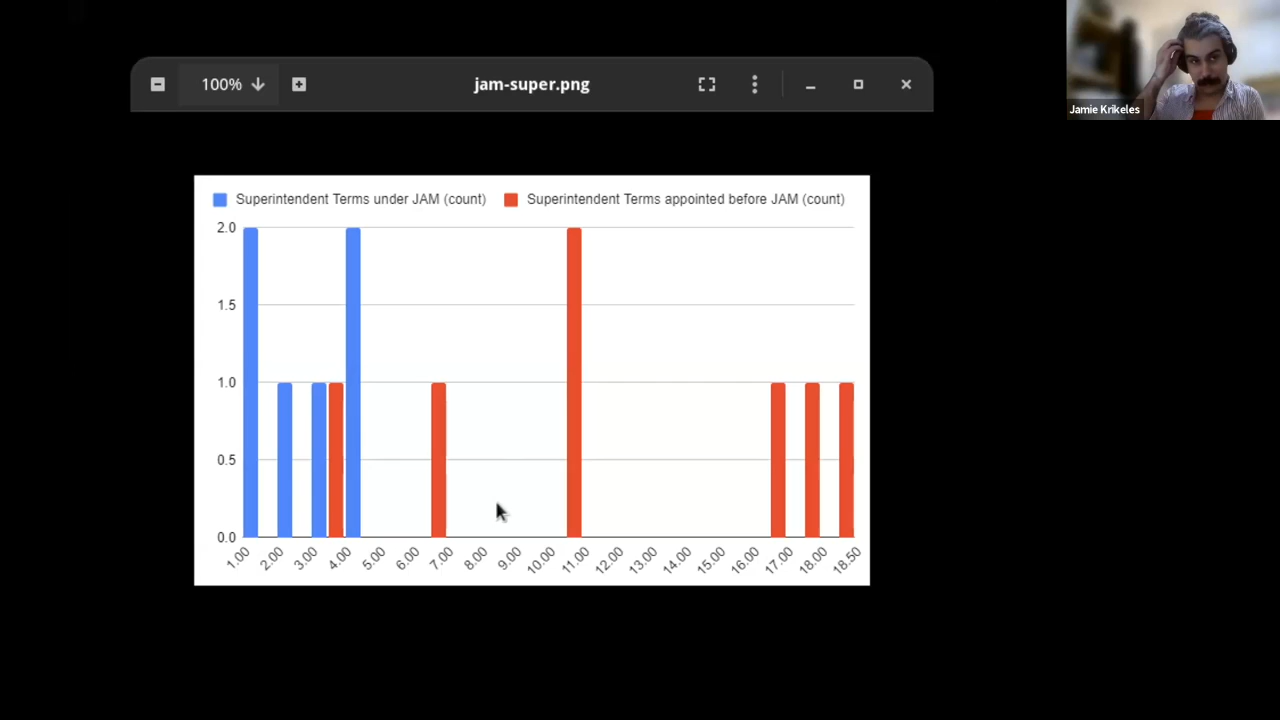 100%
jam-super.png
Jamie Krikeles
Superintendent Terms under JAM (count)
Superintendent Terms appointed before JAM (count)
2.0
1.5
1.0
0.5
0.0
1.00 2.00 3.00 4.00 5.00 6.00 7.00 8.00 9.00 10.00 11.00 12.00 13.00 14.00 15.00 16.00 17.00 18.00 18.50